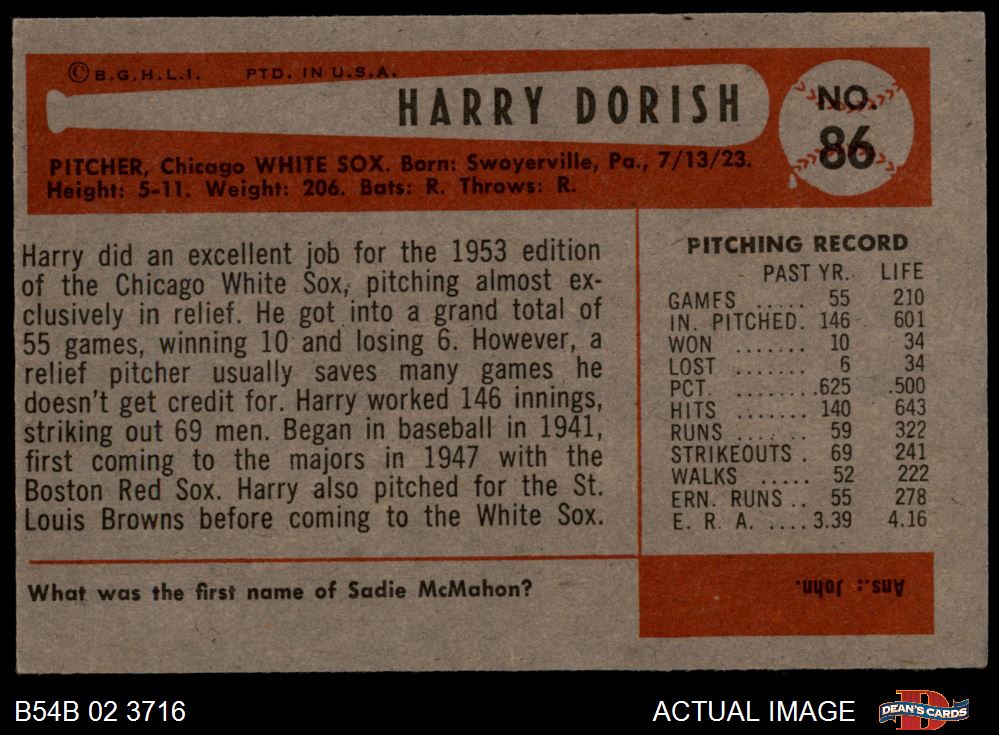 ©B.G.H.L.I. PTD. IN U.S.A.
HARRY DORISH
NO.
86
PITCHER, Chicago WHITE SOX. Born: Swoyerville, Pa., 7/13/23.
Height: 5-11. Weight: 206. Bats: R. Throws: R.
Harry did an excellent job for the 1953 edition
of the Chicago White Sox, pitching almost ex-
clusively in relief. He got into a grand total of
55 games, winning 10 and losing 6. However, a
relief pitcher usually saves many games he
doesn't get credit for. Harry worked 146 innings,
striking out 69 men. Began in baseball in 1941,
first coming to the majors in 1947 with the
Boston Red Sox. Harry also pitched for the St.
Louis Browns before coming to the White Sox.
PITCHING RECORD
PAST YR. LIFE
GAMES ..... 55 210
IN. PITCHED. 146 601
WON ....... 10 34
LOST ....... 6 34
PCT. ........625 .500
HITS ....... 140 643
RUNS ...... 59 322
STRIKEOUTS . 69 241
WALKS ..... 52 222
ERN. RUNS .. 55 278
E. R. A. ....3.39 4.16
What was the first name of Sadie McMahon?
Ans.: John.
B54B 02 3716
ACTUAL IMAGE
DEAN'S CARDS